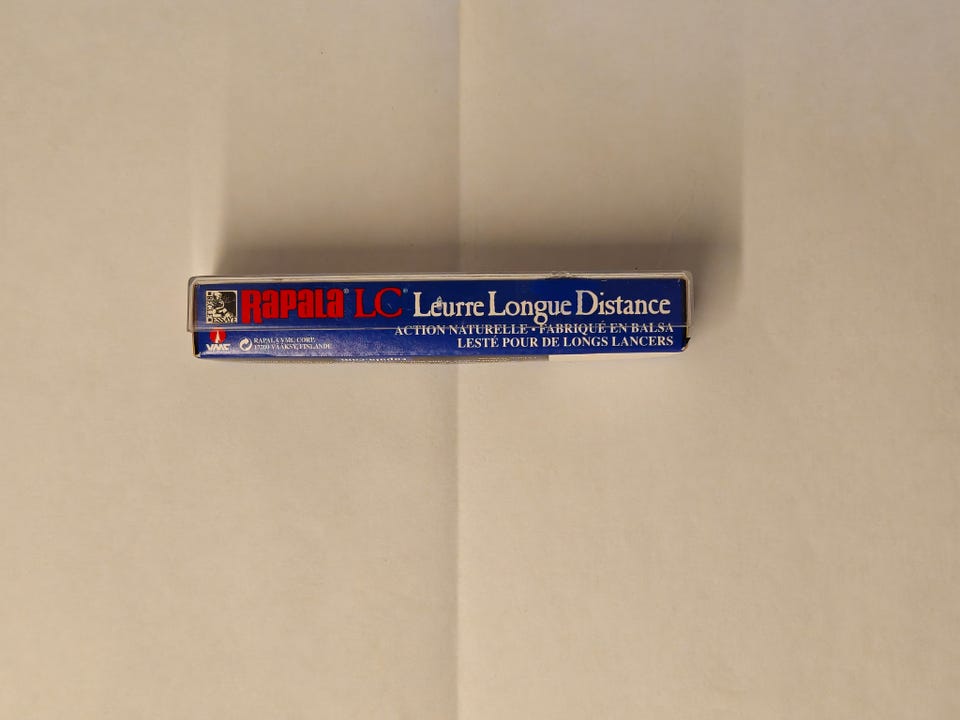 RAPALA® LC® Leurre Longue Distance
ACTION NATURELLE • FABRIQUÉ EN BALSA
LESTÉ POUR DE LONGS LANCERS
VMC
RAPALA VMC CORP.
17200 VÄÄKSY, FINLANDE